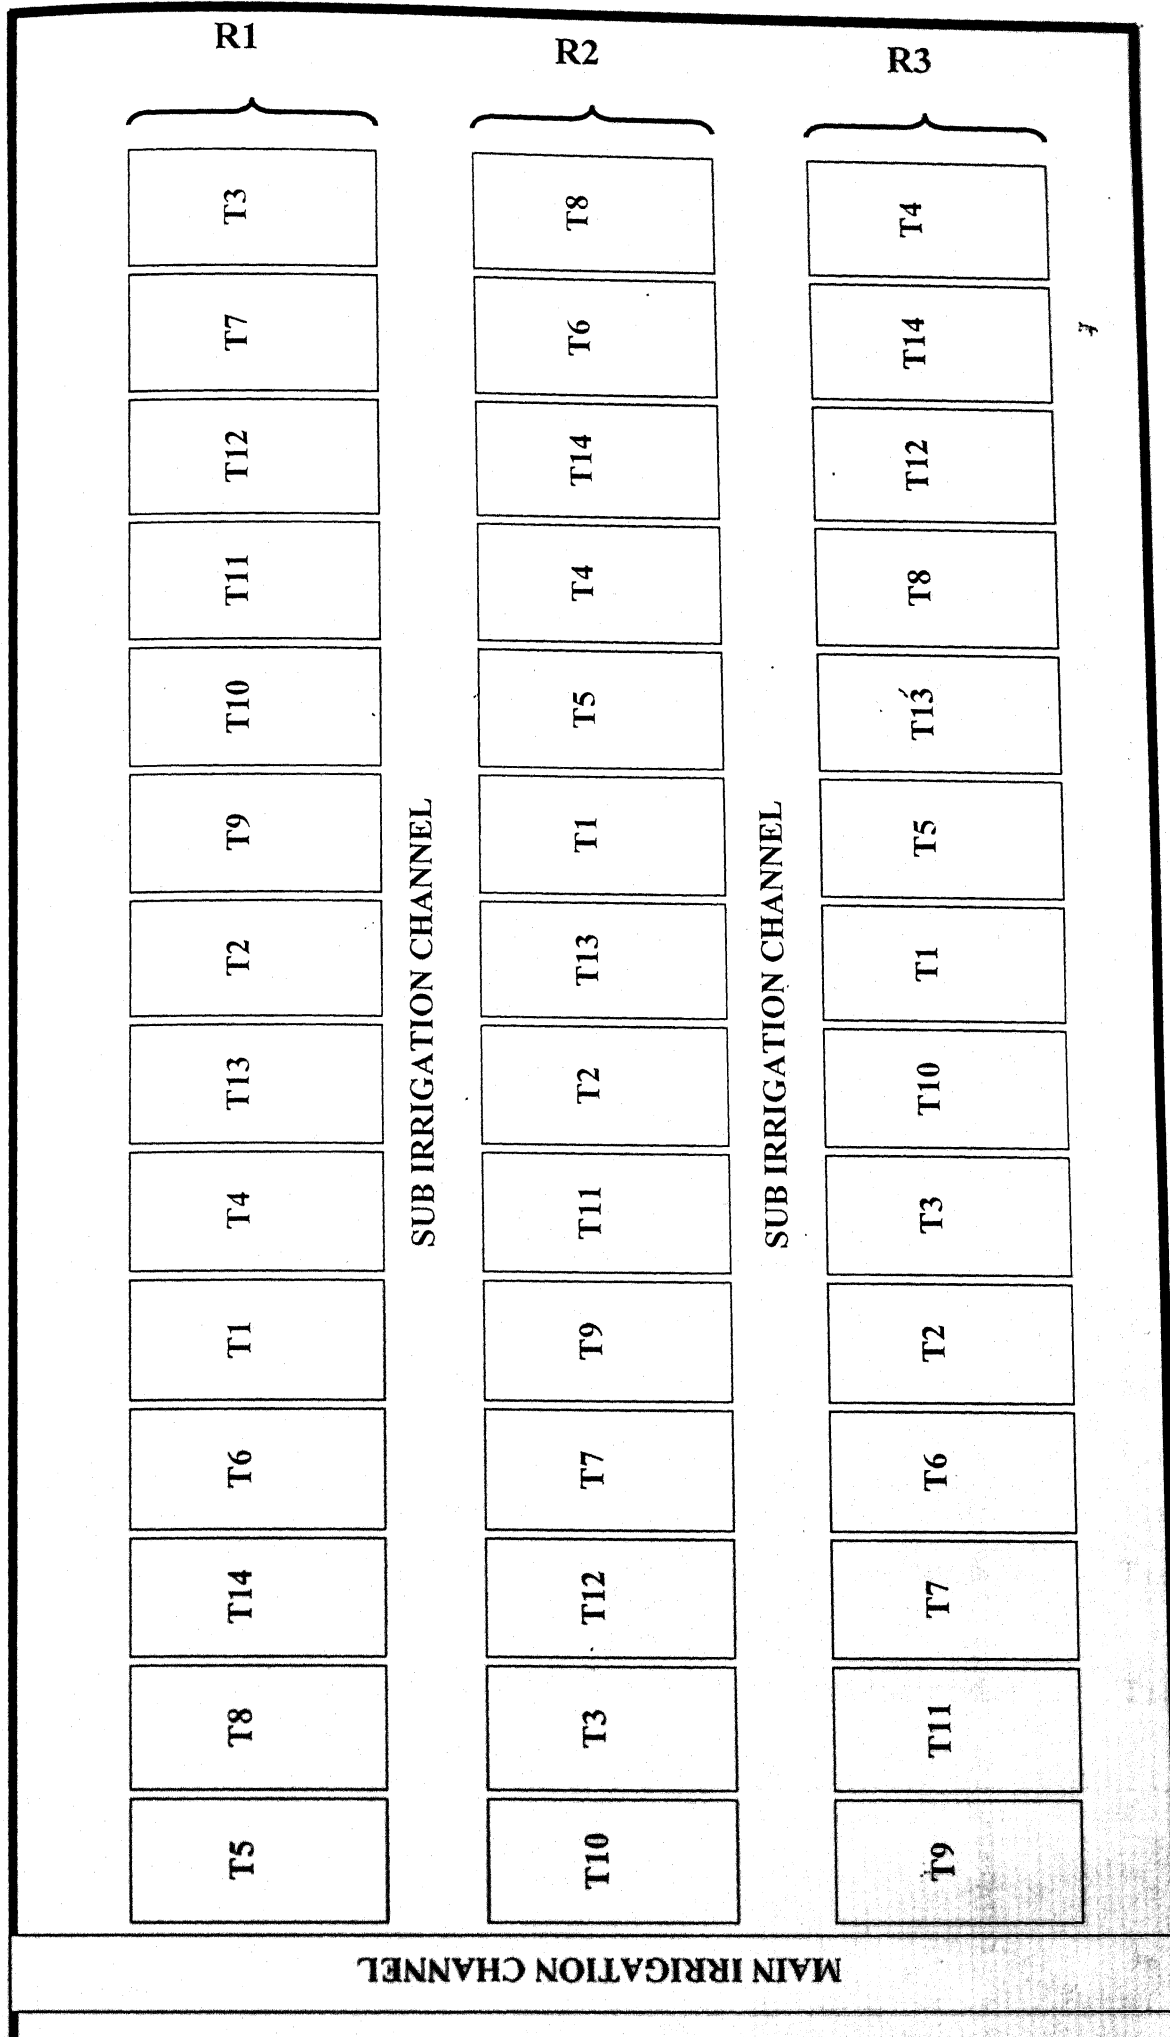 R1 R2 R3
T3 T8 T4
T7 T6 T14
T12 T14 T12
T11 T4 T8
T10 T5 T13
T9 T1 T5
T2 T13 T1
T13 T2 T10
T4 T11 T3
T1 T9 T2
T6 T7 T6
T14 T12 T7
T8 T3 T11
T5 T10 T9
SUB IRRIGATION CHANNEL
SUB IRRIGATION CHANNEL
MAIN IRRIGATION CHANNEL